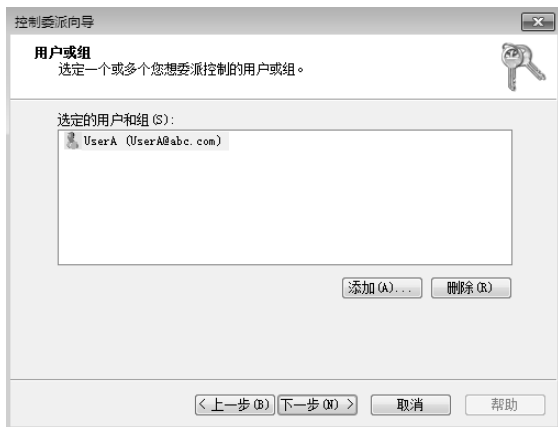 控制委派向导
用户或组
选定一个或多个您想委派控制的用户或组。
选定的用户和组(S):
UserA (UserA@abc.com)
添加(A)... 删除(R)
< 上一步(B) 下一步(N) > 取消 帮助